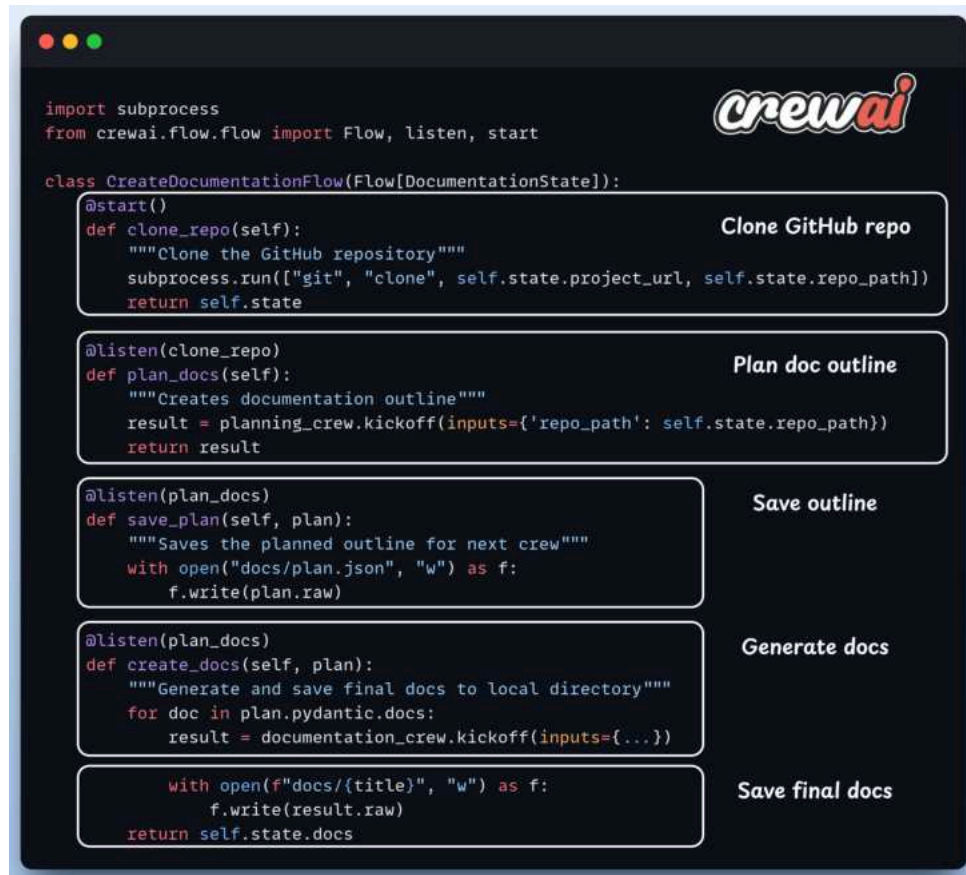 crewai
import subprocess
from crewai.flow.flow import Flow, listen, start
class CreateDocumentationFlow(Flow[DocumentationState]):
@start()
def clone_repo(self):
Clone GitHub repo
"""Clone the GitHub repository"""
subprocess.run(["git", "clone", self.state.project_url, self.state.repo_path])
return self.state
@listen(clone_repo)
def plan_docs(self):
Plan doc outline
"""Creates documentation outline"""
result = planning_crew.kickoff(inputs={'repo_path': self.state.repo_path})
return result
@listen(plan_docs)
def save_plan(self, plan):
Save outline
"""Saves the planned outline for next crew"""
with open("docs/plan.json", "w") as f:
f.write(plan.raw)
@listen(plan_docs)
def create_docs(self, plan):
Generate docs
"""Generate and save final docs to local directory"""
for doc in plan.pydantic.docs:
result = documentation_crew.kickoff(inputs={...})
with open(f"docs/{title}", "w") as f:
Save final docs
f.write(result.raw)
return self.state.docs